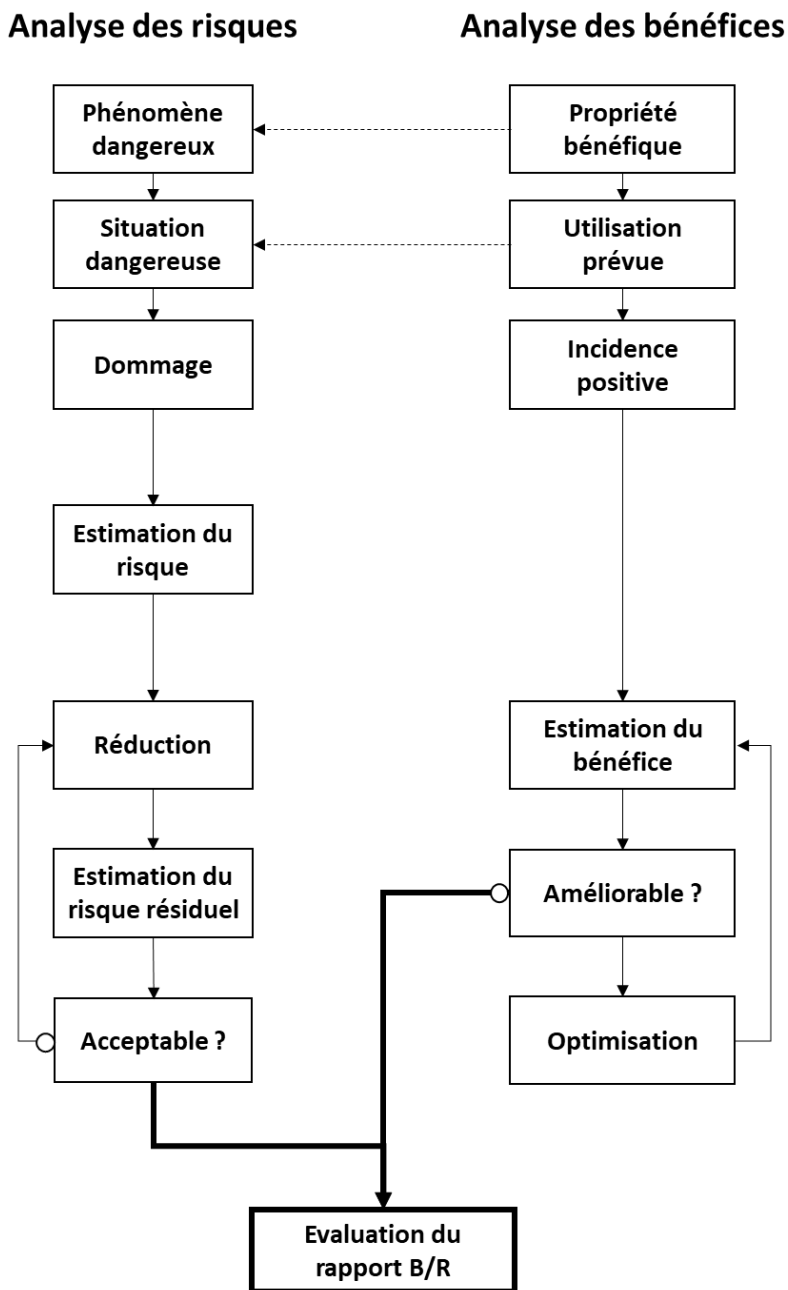 Analyse des risques
Analyse des bénéfices
Phénomène
dangereux
Propriété
bénéfique
Situation
dangereuse
Utilisation
prévue
Dommage
Incidence
positive
Estimation du
risque
Réduction
Estimation du
bénéfice
Estimation du
risque résiduel
Améliorable ?
Acceptable ?
Optimisation
Evaluation du
rapport B/R